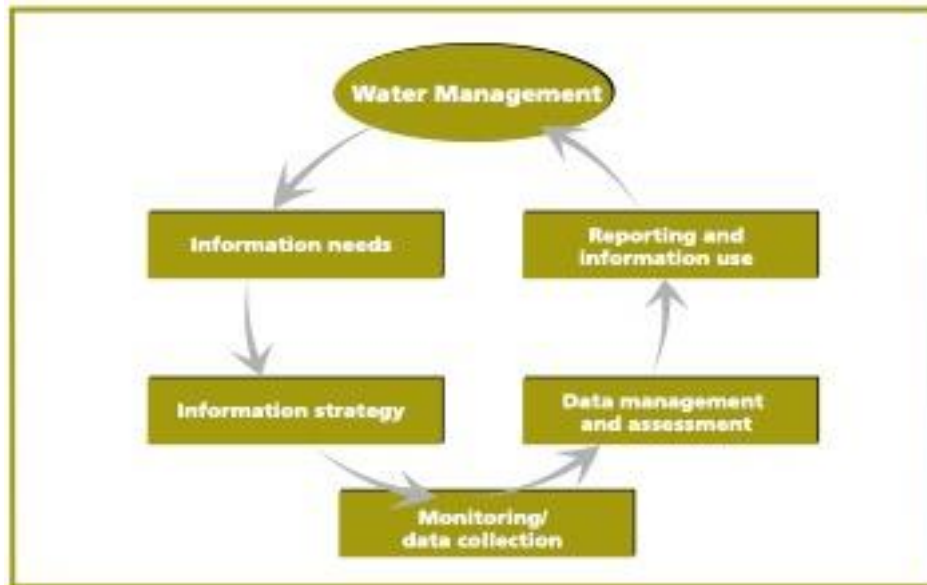 Water Management
Information needs
Reporting and
information use
Information strategy
Data management
and assessment
Monitoring/
data collection